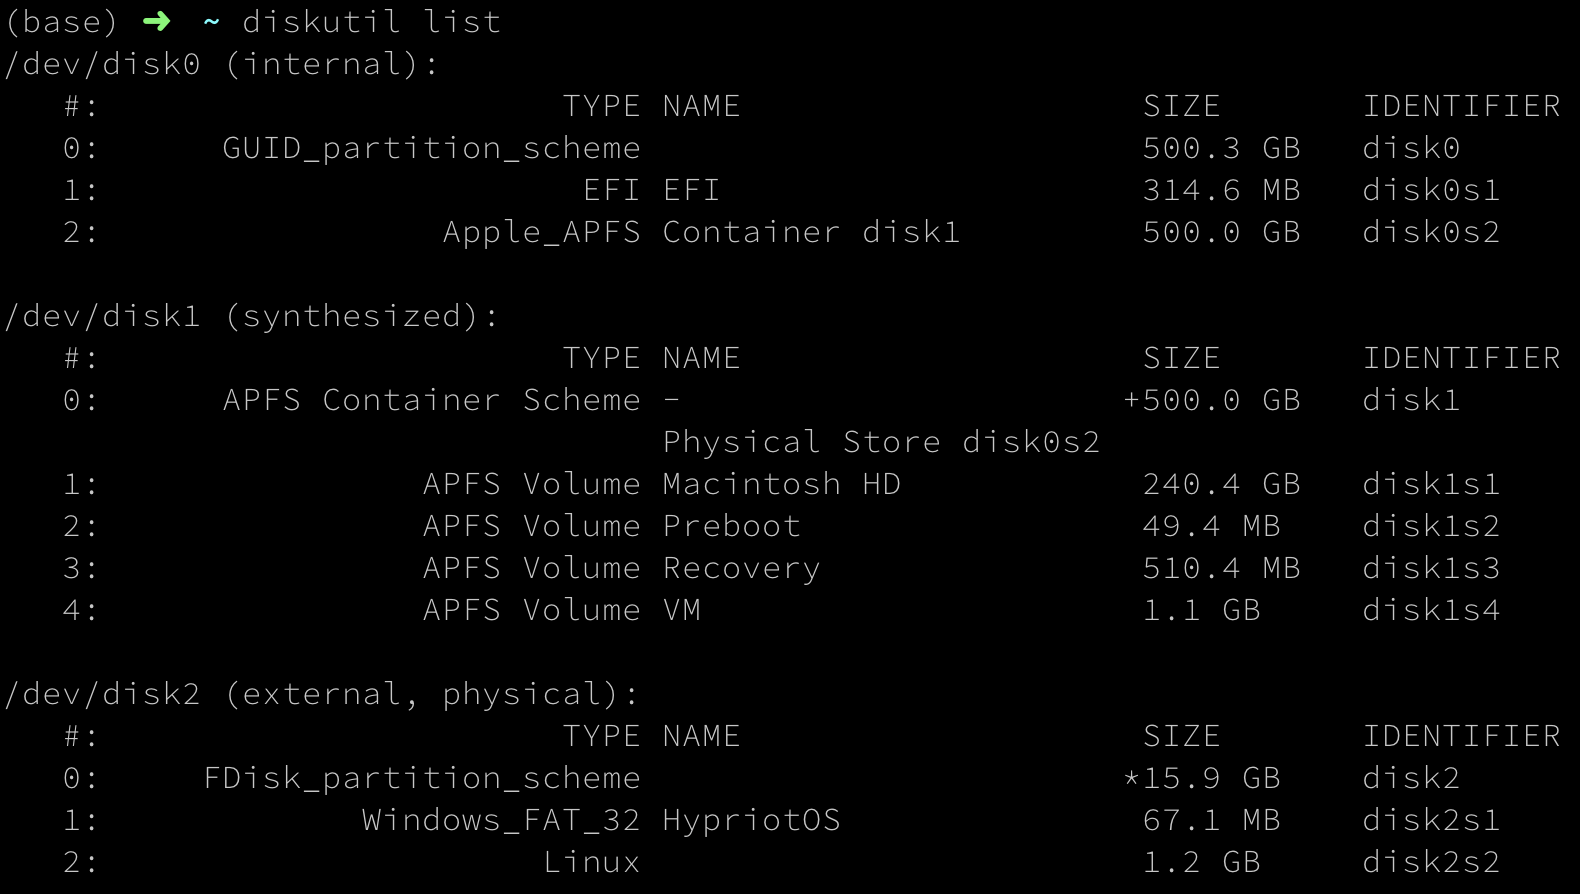 (base) ➜ ~ diskutil list
/dev/disk0 (internal):
   #:                       TYPE NAME                    SIZE       IDENTIFIER
   0:      GUID_partition_scheme                         500.3 GB   disk0
   1:                        EFI EFI                     314.6 MB   disk0s1
   2:                 Apple_APFS Container disk1         500.0 GB   disk0s2

/dev/disk1 (synthesized):
   #:                       TYPE NAME                    SIZE       IDENTIFIER
   0:      APFS Container Scheme -                      +500.0 GB   disk1
                                 Physical Store disk0s2
   1:                APFS Volume Macintosh HD            240.4 GB   disk1s1
   2:                APFS Volume Preboot                 49.4 MB    disk1s2
   3:                APFS Volume Recovery                510.4 MB   disk1s3
   4:                APFS Volume VM                      1.1 GB     disk1s4

/dev/disk2 (external, physical):
   #:                       TYPE NAME                    SIZE       IDENTIFIER
   0:     FDisk_partition_scheme                        *15.9 GB    disk2
   1:             Windows_FAT_32 HypriotOS               67.1 MB    disk2s1
   2:                      Linux                         1.2 GB     disk2s2